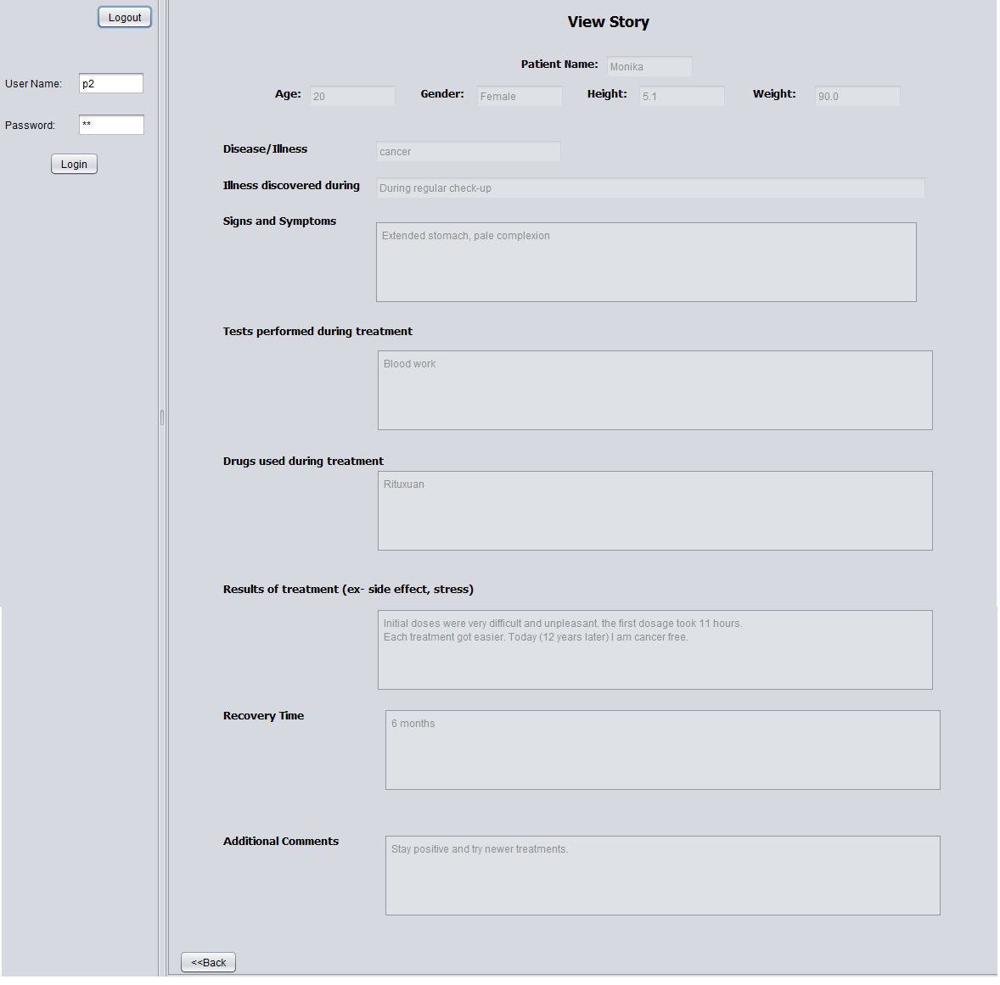 Logout
User Name: p2
Password: **
Login
View Story
Patient Name: Monika
Age: 20 Gender: Female Height: 5.1 Weight: 90.0
Disease/Illness cancer
Illness discovered during During regular check-up
Signs and Symptoms
Extended stomach, pale complexion
Tests performed during treatment
Blood work
Drugs used during treatment
Rituxuan
Results of treatment (ex- side effect, stress)
Initial doses were very difficult and unpleasant. the first dosage took 11 hours.
Each treatment got easier. Today (12 years later) I am cancer free.
Recovery Time
6 months
Additional Comments
Stay positive and try newer treatments.
<<Back